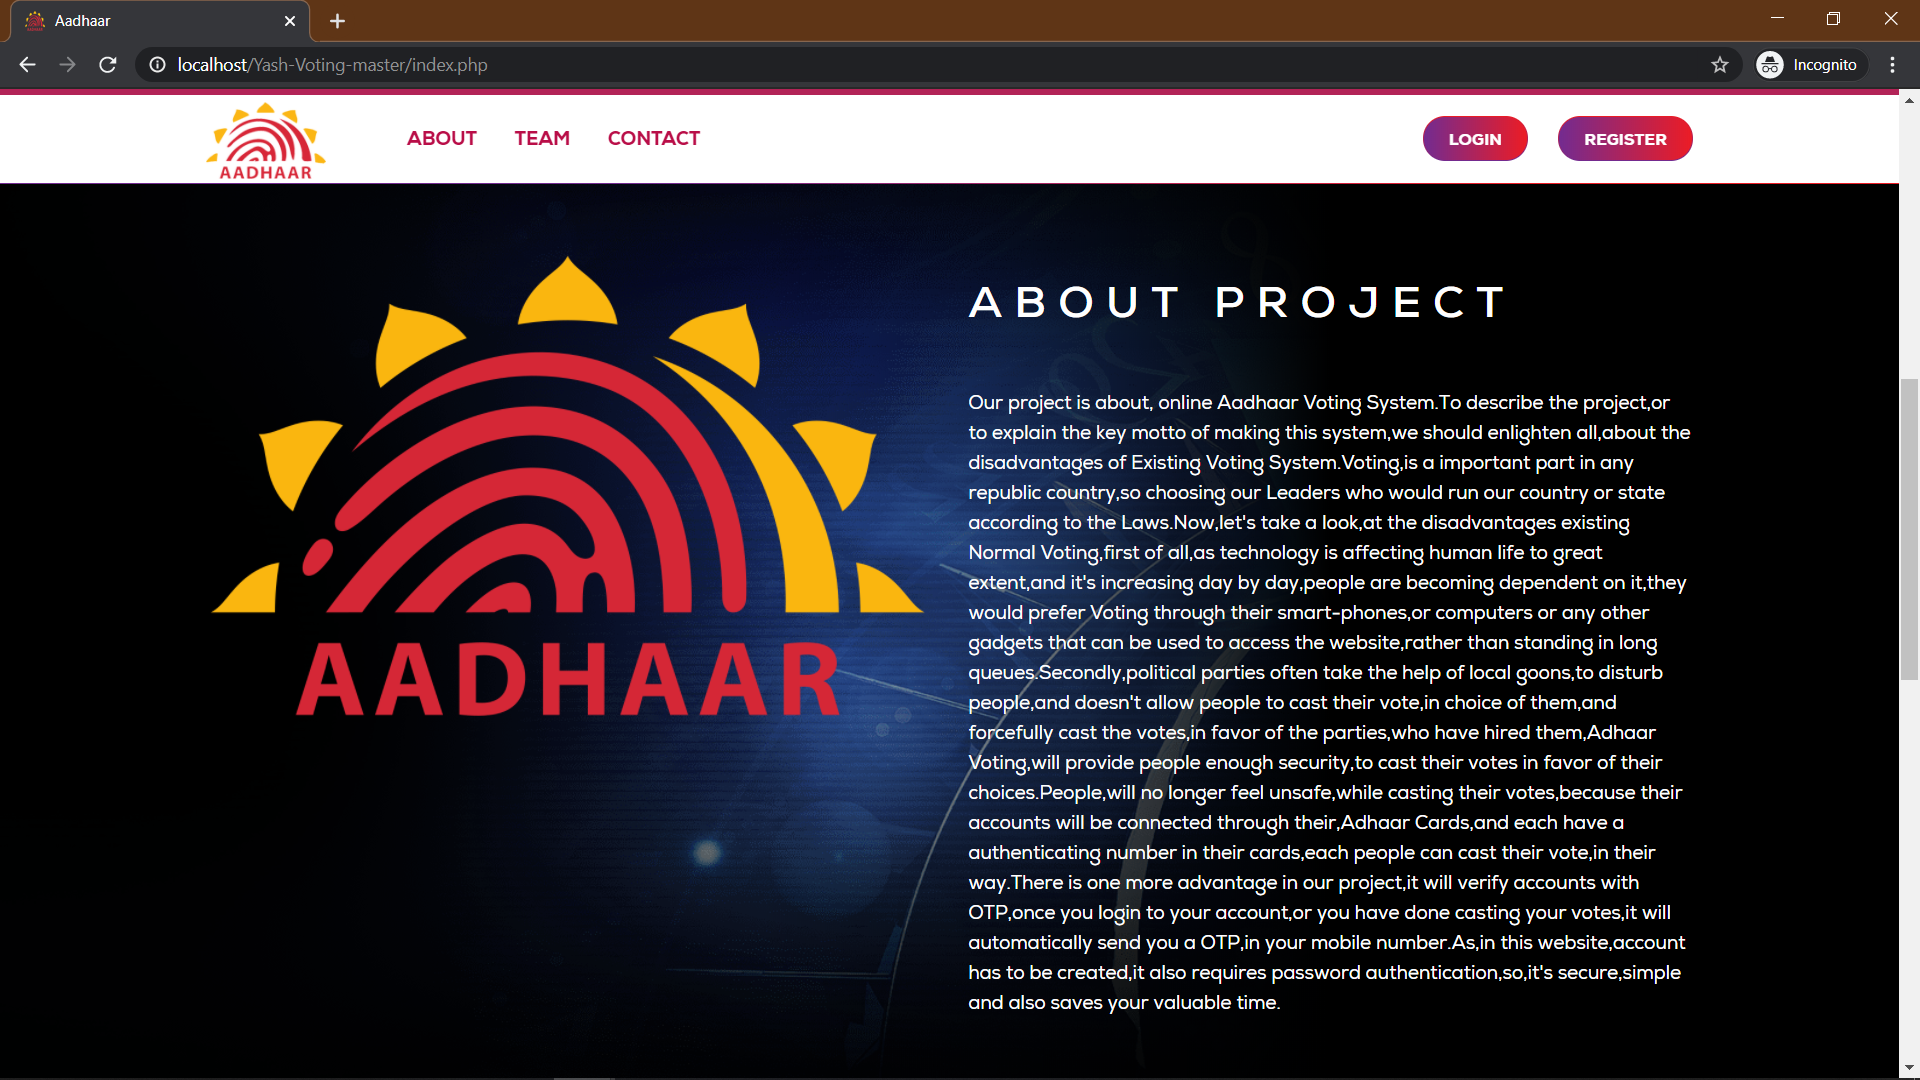 Aadhaar
localhost/Yash-Voting-master/index.php
Incognito
AADHAAR
ABOUT
TEAM
CONTACT
LOGIN
REGISTER
AADHAAR
ABOUT PROJECT
Our project is about, online Aadhaar Voting System.To describe the project,or
to explain the key motto of making this system,we should enlighten all,about the
disadvantages of Existing Voting System.Voting,is a important part in any
republic country,so choosing our Leaders who would run our country or state
according to the Laws.Now,let's take a look,at the disadvantages existing
Normal Voting,first of all,as technology is affecting human life to great
extent,and it's increasing day by day,people are becoming dependent on it,they
would prefer Voting through their smart-phones,or computers or any other
gadgets that can be used to access the website,rather than standing in long
queues.Secondly,political parties often take the help of local goons,to disturb
people,and doesn't allow people to cast their vote,in choice of them,and
forcefully cast the votes,in favor of the parties,who have hired them,Adhaar
Voting,will provide people enough security,to cast their votes in favor of their
choices.People,will no longer feel unsafe,while casting their votes,because their
accounts will be connected through their,Adhaar Cards,and each have a
authenticating number in their cards,each people can cast their vote,in their
way.There is one more advantage in our project,it will verify accounts with
OTP,once you login to your account,or you have done casting your votes,it will
automatically send you a OTP,in your mobile number.As,in this website,account
has to be created,it also requires password authentication,so,it's secure,simple
and also saves your valuable time.